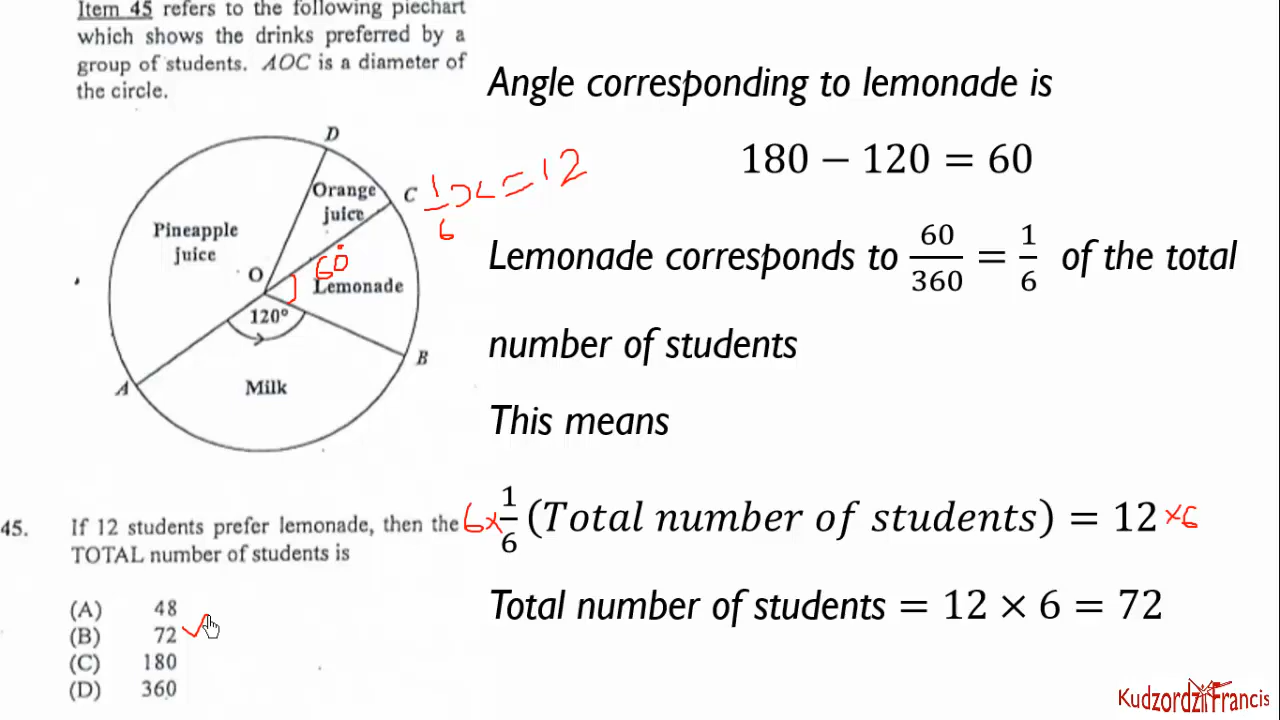 Item 45 refers to the following piechart
which shows the drinks preferred by a
group of students. AOC is a diameter of
the circle.
D
Orange
juice
C
1/6 x = 12
Pineapple
juice
O
60°
Lemonade
120°
B
A
Milk
45. If 12 students prefer lemonade, then the
TOTAL number of students is
(A) 48
(B) 72 ✓
(C) 180
(D) 360
Angle corresponding to lemonade is
180 − 120 = 60
Lemonade corresponds to 60/360 = 1/6 of the total
number of students
This means
6 × 1/6 (Total number of students) = 12 × 6
Total number of students = 12 × 6 = 72
Kudzordzi Francis